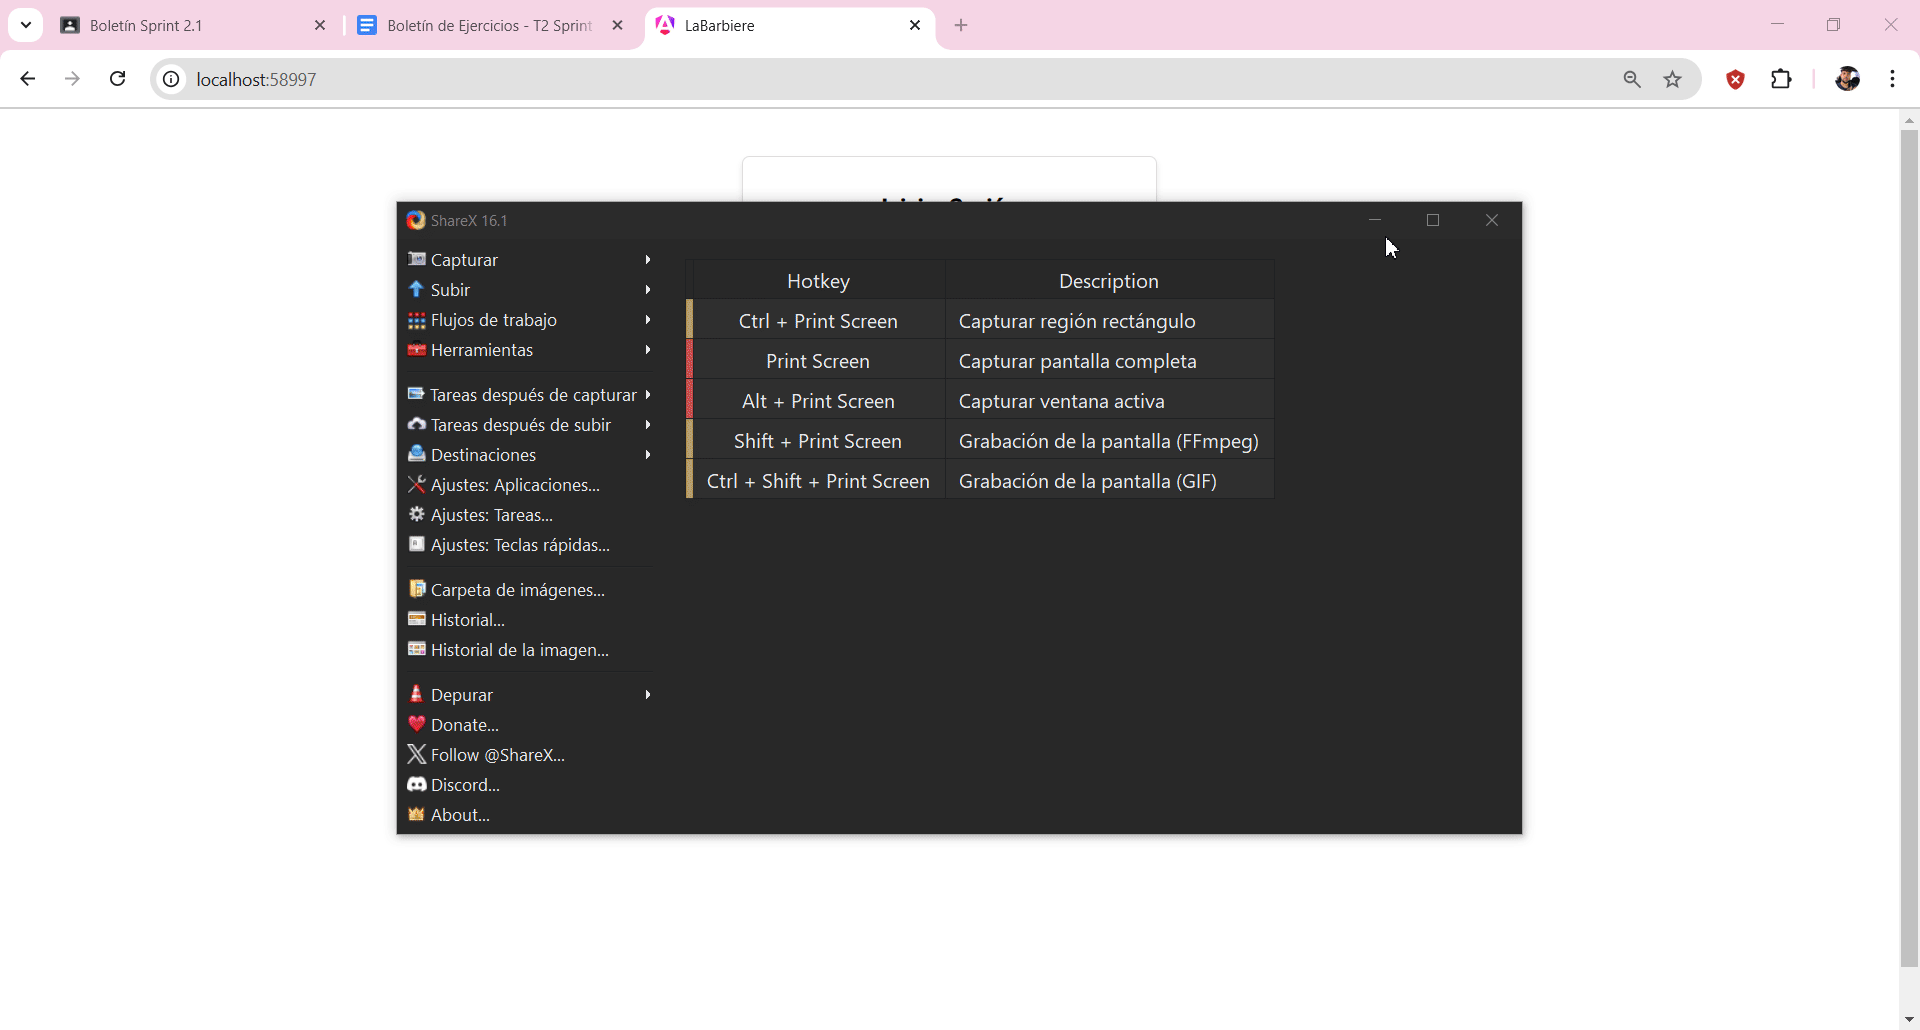 Boletín Sprint 2.1
Boletín de Ejercicios - T2 Sprint
LaBarbiere
localhost:58997
ShareX 16.1
Capturar
Subir
Flujos de trabajo
Herramientas
Tareas después de capturar
Tareas después de subir
Destinaciones
Ajustes: Aplicaciones...
Ajustes: Tareas...
Ajustes: Teclas rápidas...
Carpeta de imágenes...
Historial...
Historial de la imagen...
Depurar
Donate...
Follow @ShareX...
Discord...
About...
Hotkey Description
Ctrl + Print Screen Capturar región rectángulo
Print Screen Capturar pantalla completa
Alt + Print Screen Capturar ventana activa
Shift + Print Screen Grabación de la pantalla (FFmpeg)
Ctrl + Shift + Print Screen Grabación de la pantalla (GIF)